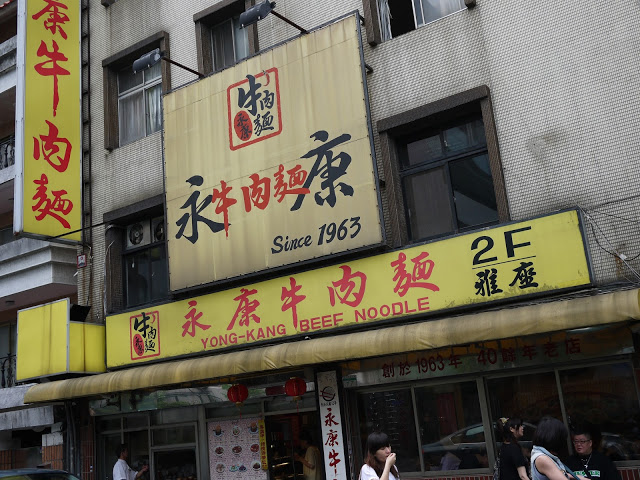 康牛肉麵
牛肉麵
永康
永牛肉麵康
Since 1963
牛肉麵
永康
永康牛肉麵
YONG-KANG BEEF NOODLE
2F
雅座
創於1963年 40餘年老店
永康牛